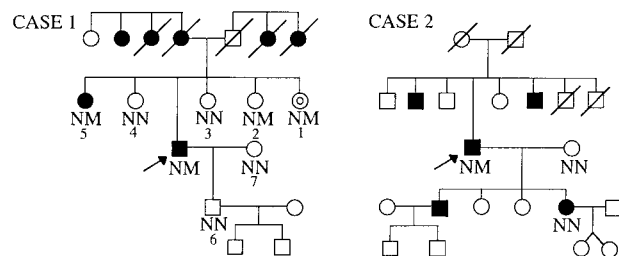 CASE 1
NM NN NN NM NM
5 4 3 2 1
NM NN
7
NN
6
CASE 2
NM NN
NN